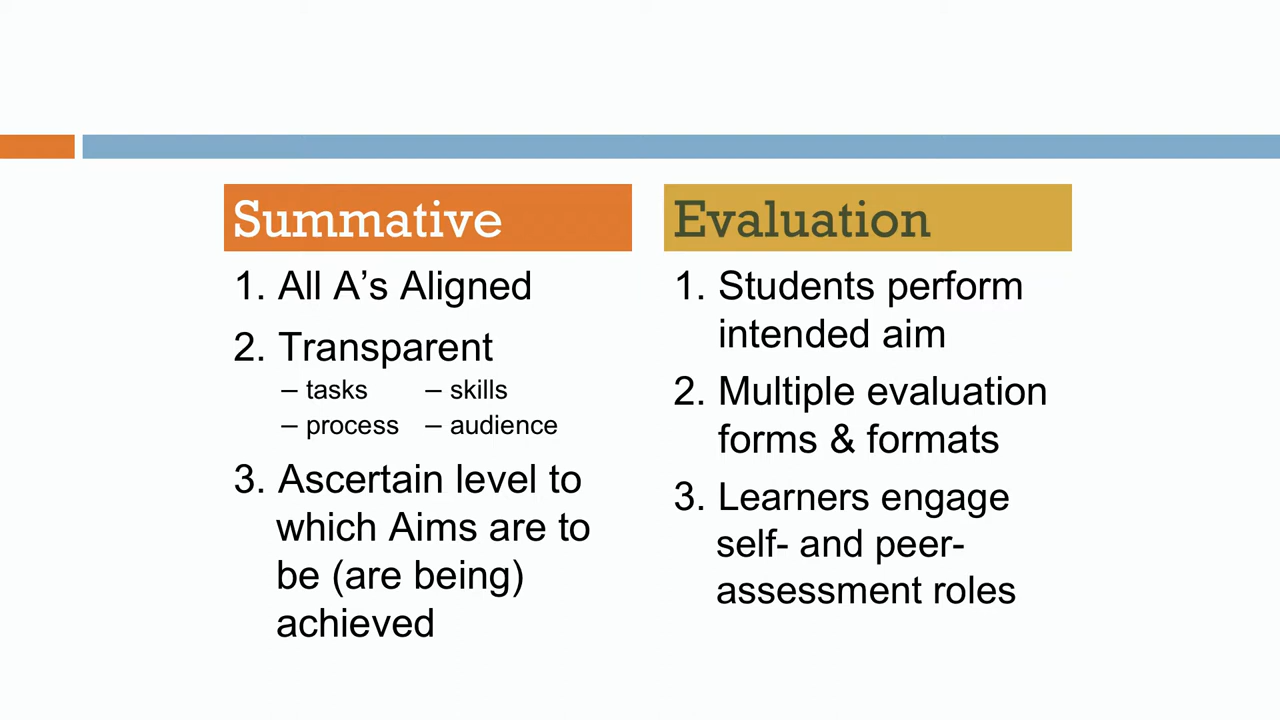 Summative
1. All A’s Aligned
2. Transparent
– tasks – skills
– process – audience
3. Ascertain level to
which Aims are to
be (are being)
achieved
Evaluation
1. Students perform
intended aim
2. Multiple evaluation
forms & formats
3. Learners engage
self- and peer-
assessment roles